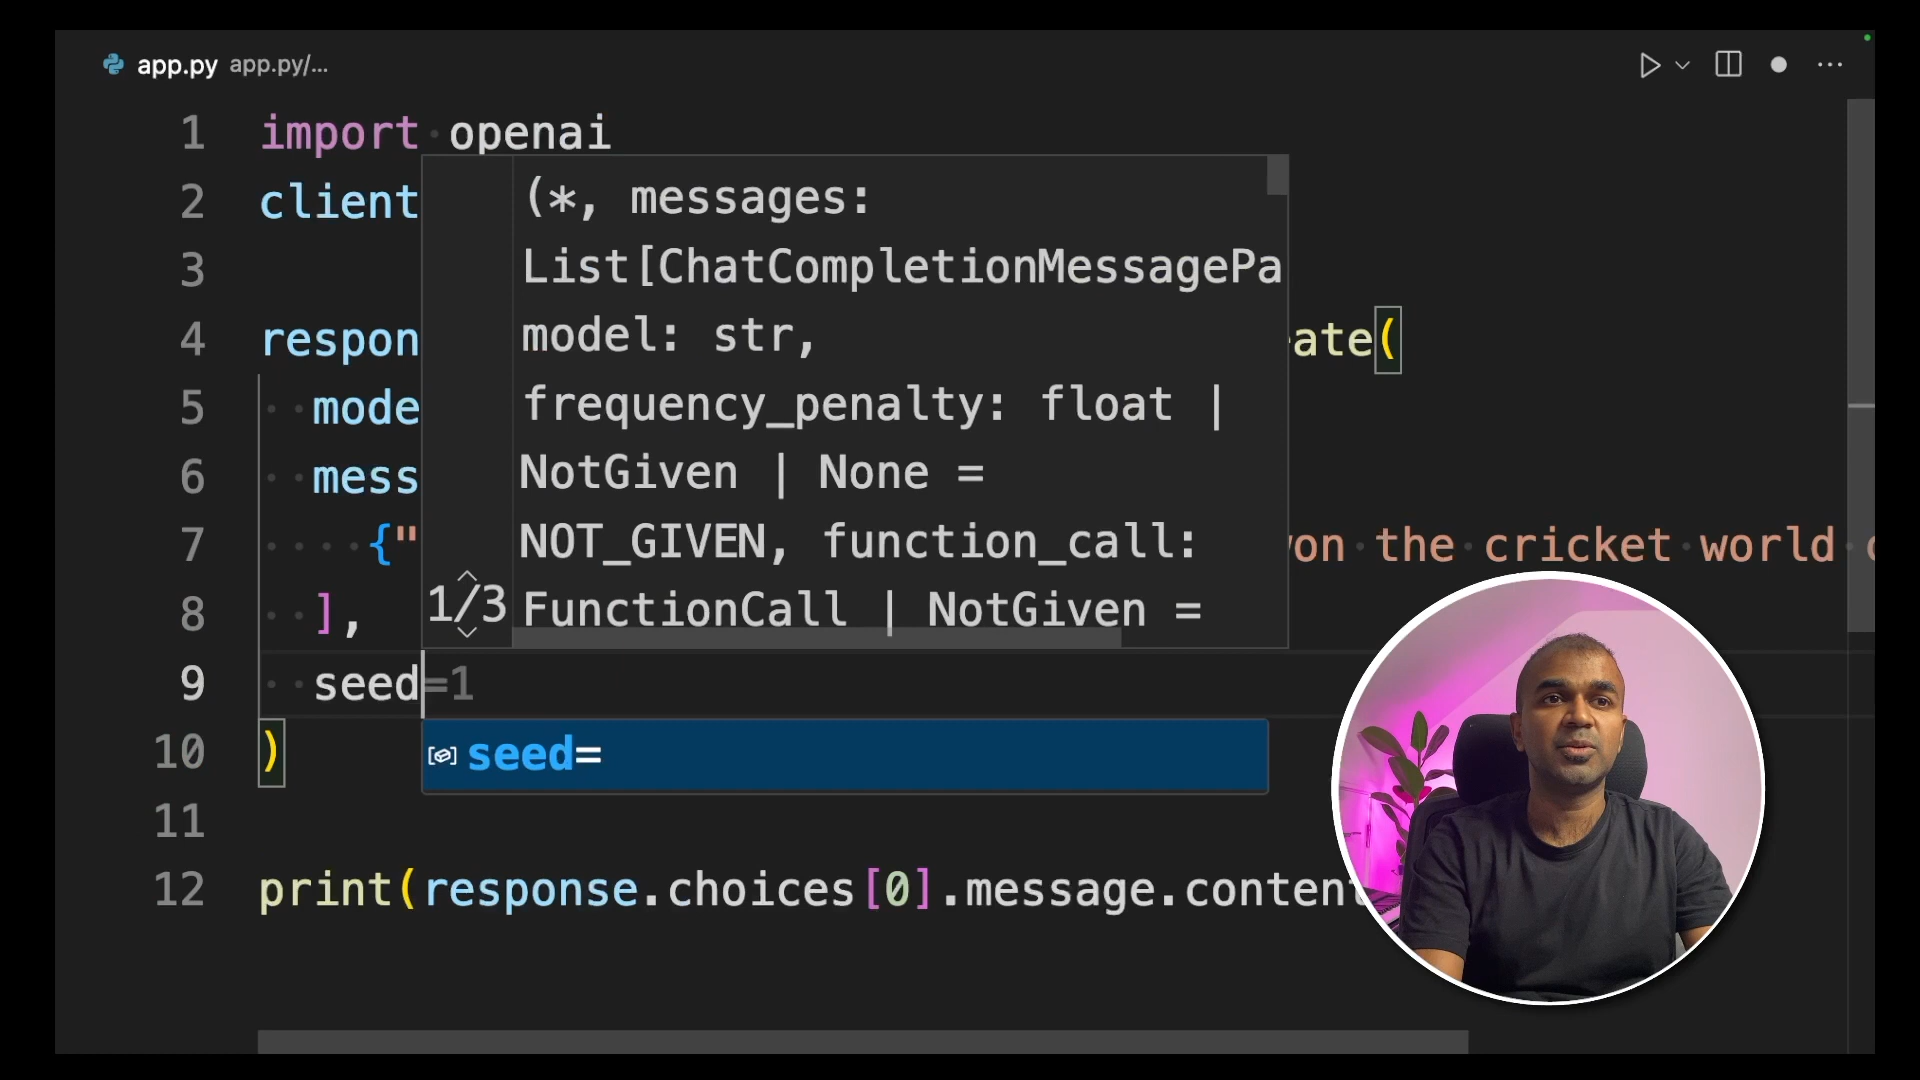 app.py app.py/...
1 import openai
2 client
3
4 respon
5 mode
6 mess
7 {"
8 ],
(*, messages:
List[ChatCompletionMessagePa
model: str,
frequency_penalty: float |
NotGiven | None =
NOT_GIVEN, function_call:
FunctionCall | NotGiven =
1/3
ate(
on the cricket world
9 seed=1
seed=
10 )
11
12 print(response.choices[0].message.content